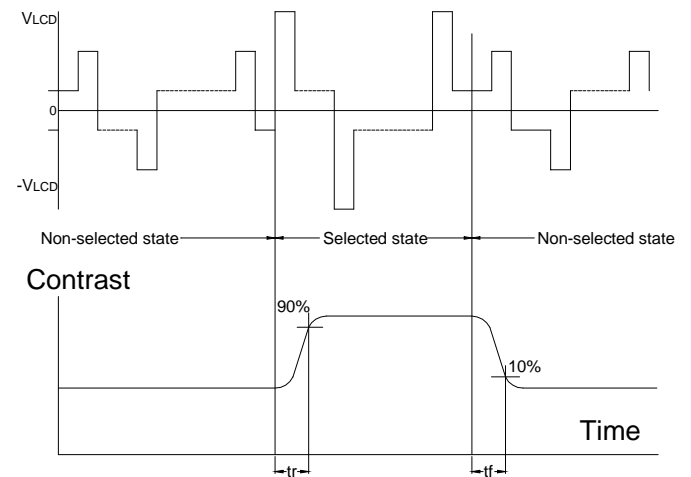 VLCD
0
-VLCD
Non-selected state Selected state Non-selected state
Contrast
90%
10%
Time
tr tf